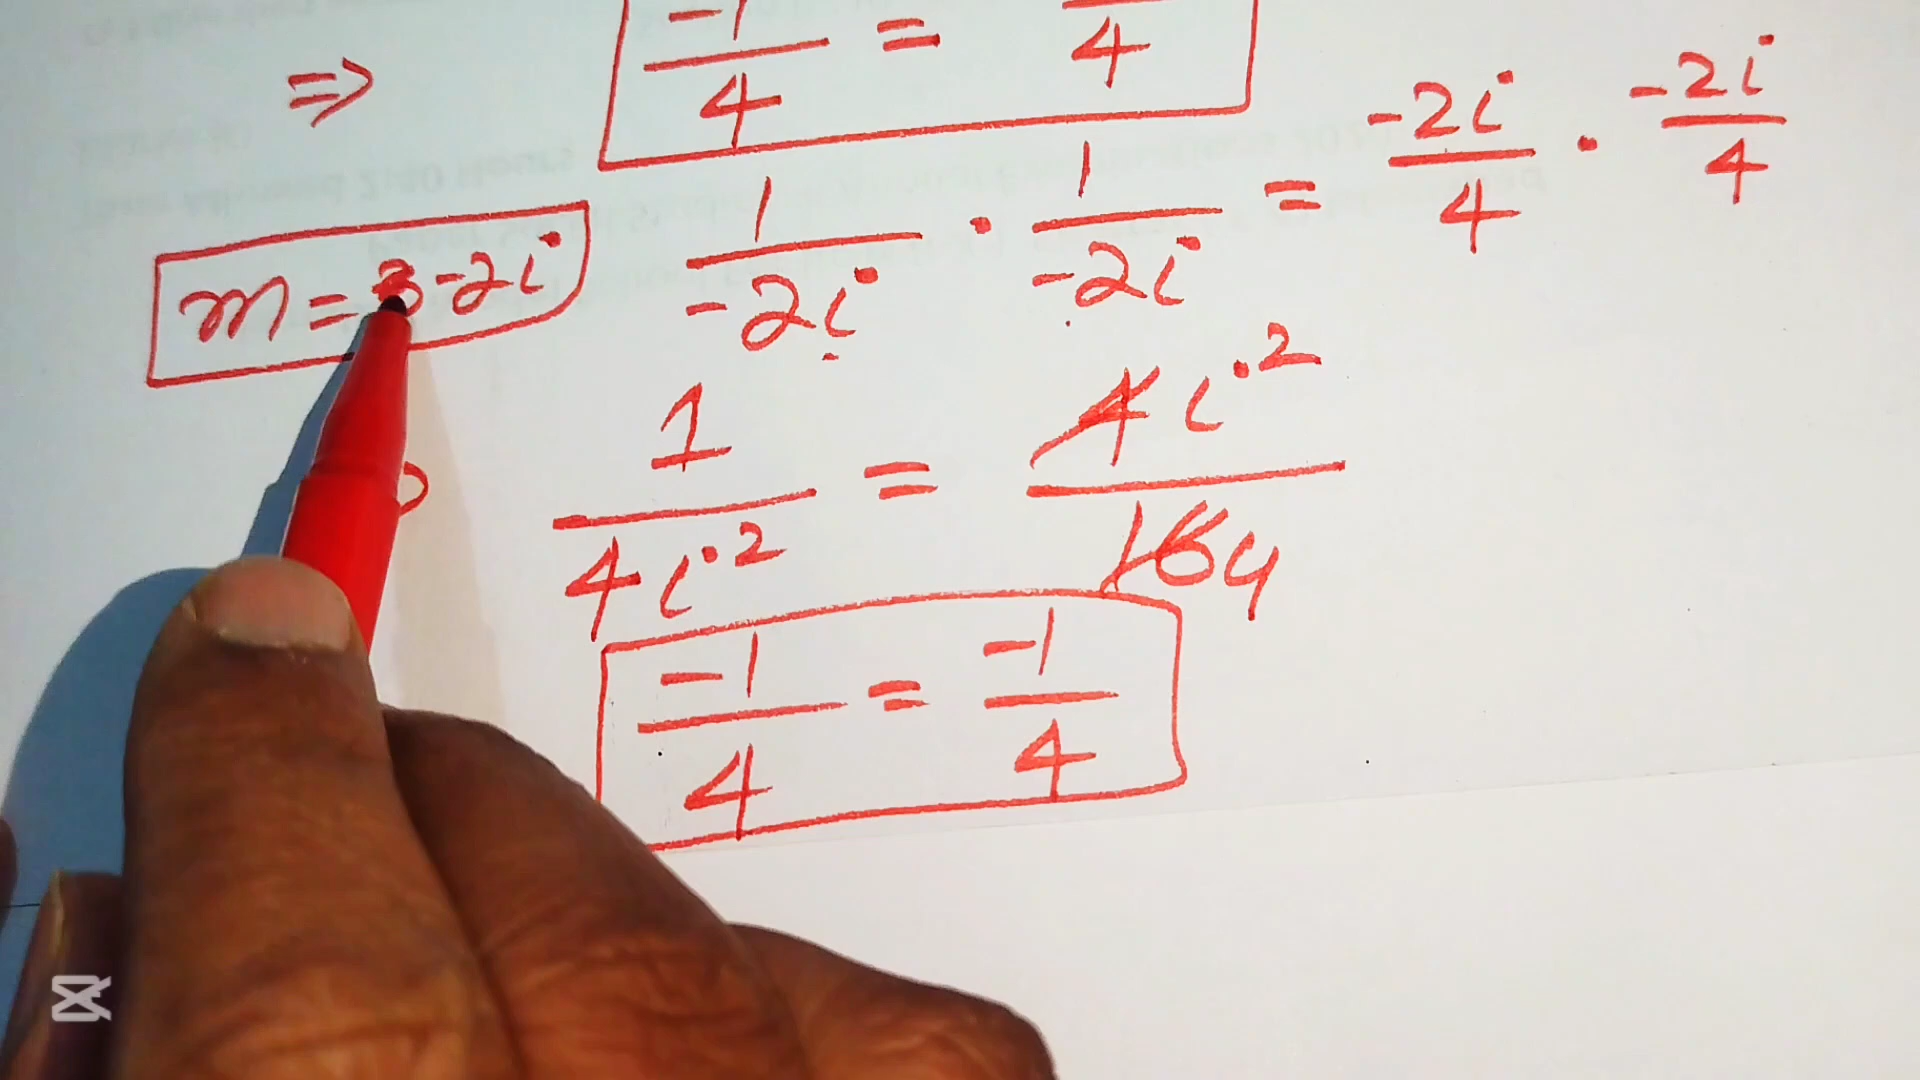 ⇒ -1/4 = /4
m = 3-2i
1/-2i · 1/-2i = -2i/4 · -2i/4
1/4i² = 4i²/16 4
-1/4 = -1/4